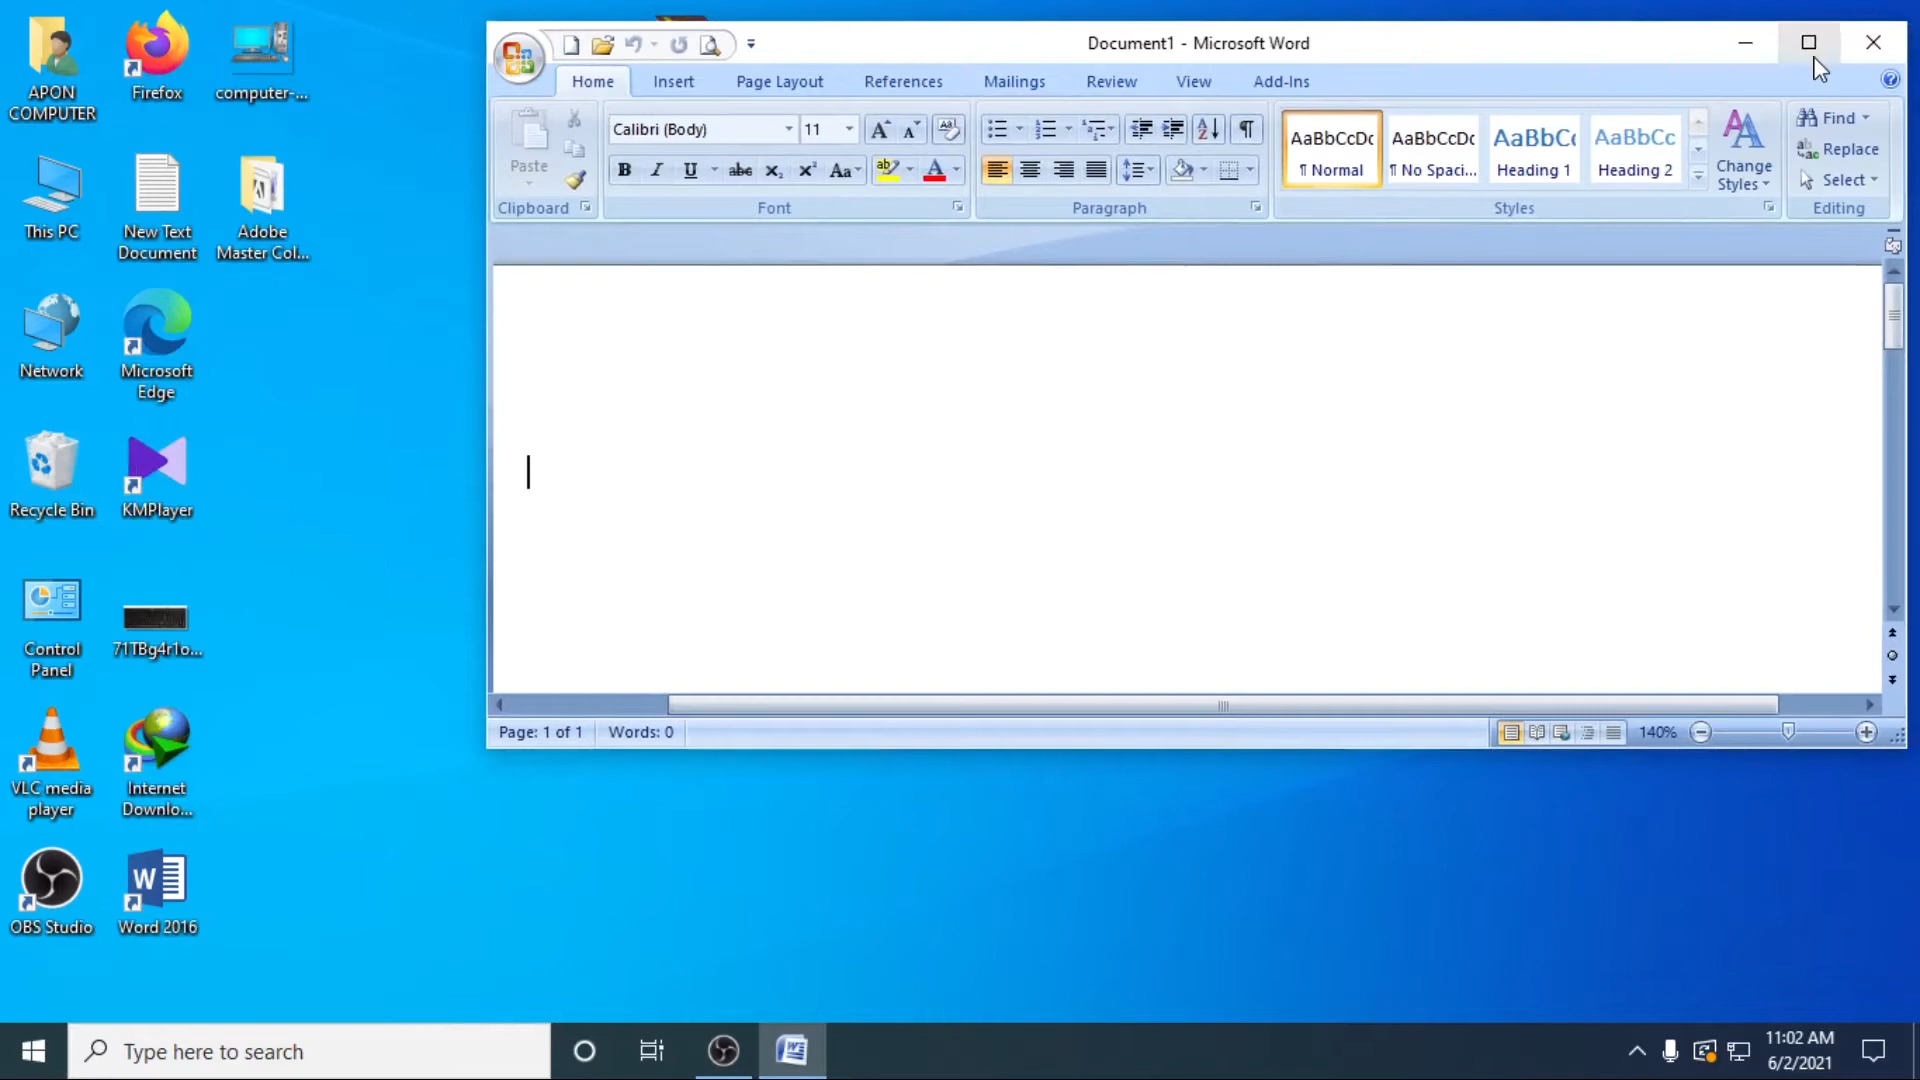 APON
COMPUTER
Firefox
computer-...
This PC
New Text
Document
Adobe
Master Col...
Network
Microsoft
Edge
Recycle Bin
KMPlayer
Control
Panel
71TBg4r1o...
VLC media
player
Internet
Downlo...
OBS Studio
Word 2016
Document1 - Microsoft Word
Home Insert Page Layout References Mailings Review View Add-Ins
Paste
Clipboard
Calibri (Body) 11
B I U abc X₂ X² Aa ab A
Font
Paragraph
AaBbCcDc AaBbCcDc AaBbC( AaBbCc
¶ Normal ¶ No Spaci... Heading 1 Heading 2
Change
Styles
Styles
Find
Replace
Select
Editing
Page: 1 of 1 Words: 0 140%
Type here to search
11:02 AM
6/2/2021